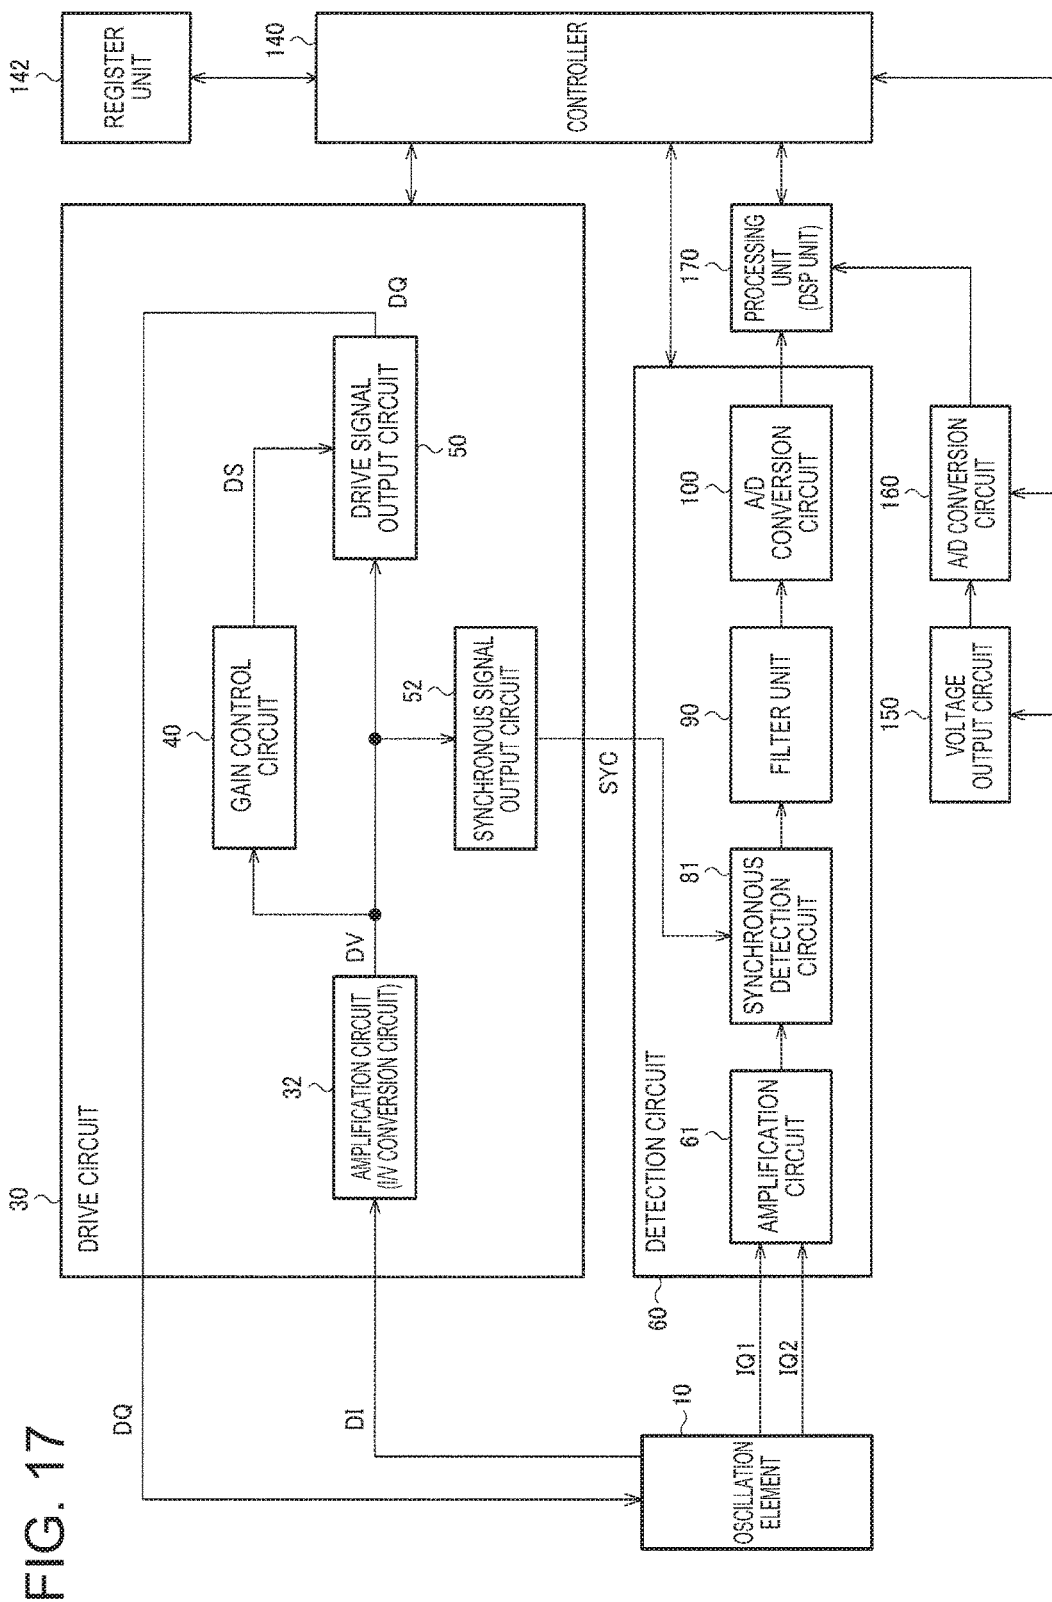 FIG. 17
30
DRIVE CIRCUIT
DQ
DI
10
OSCILLATION
ELEMENT
IQ1
IQ2
32
AMPLIFICATION CIRCUIT
(I/V CONVERSION CIRCUIT)
DV
40
GAIN CONTROL
CIRCUIT
DS
DRIVE SIGNAL
OUTPUT CIRCUIT
50
DQ
52
SYNCHRONOUS SIGNAL
OUTPUT CIRCUIT
SYC
60
DETECTION CIRCUIT
61
AMPLIFICATION
CIRCUIT
81
SYNCHRONOUS
DETECTION
CIRCUIT
90
FILTER UNIT
100
A/D
CONVERSION
CIRCUIT
150
VOLTAGE
OUTPUT CIRCUIT
160
A/D CONVERSION
CIRCUIT
170
PROCESSING
UNIT
(DSP UNIT)
142
REGISTER
UNIT
140
CONTROLLER